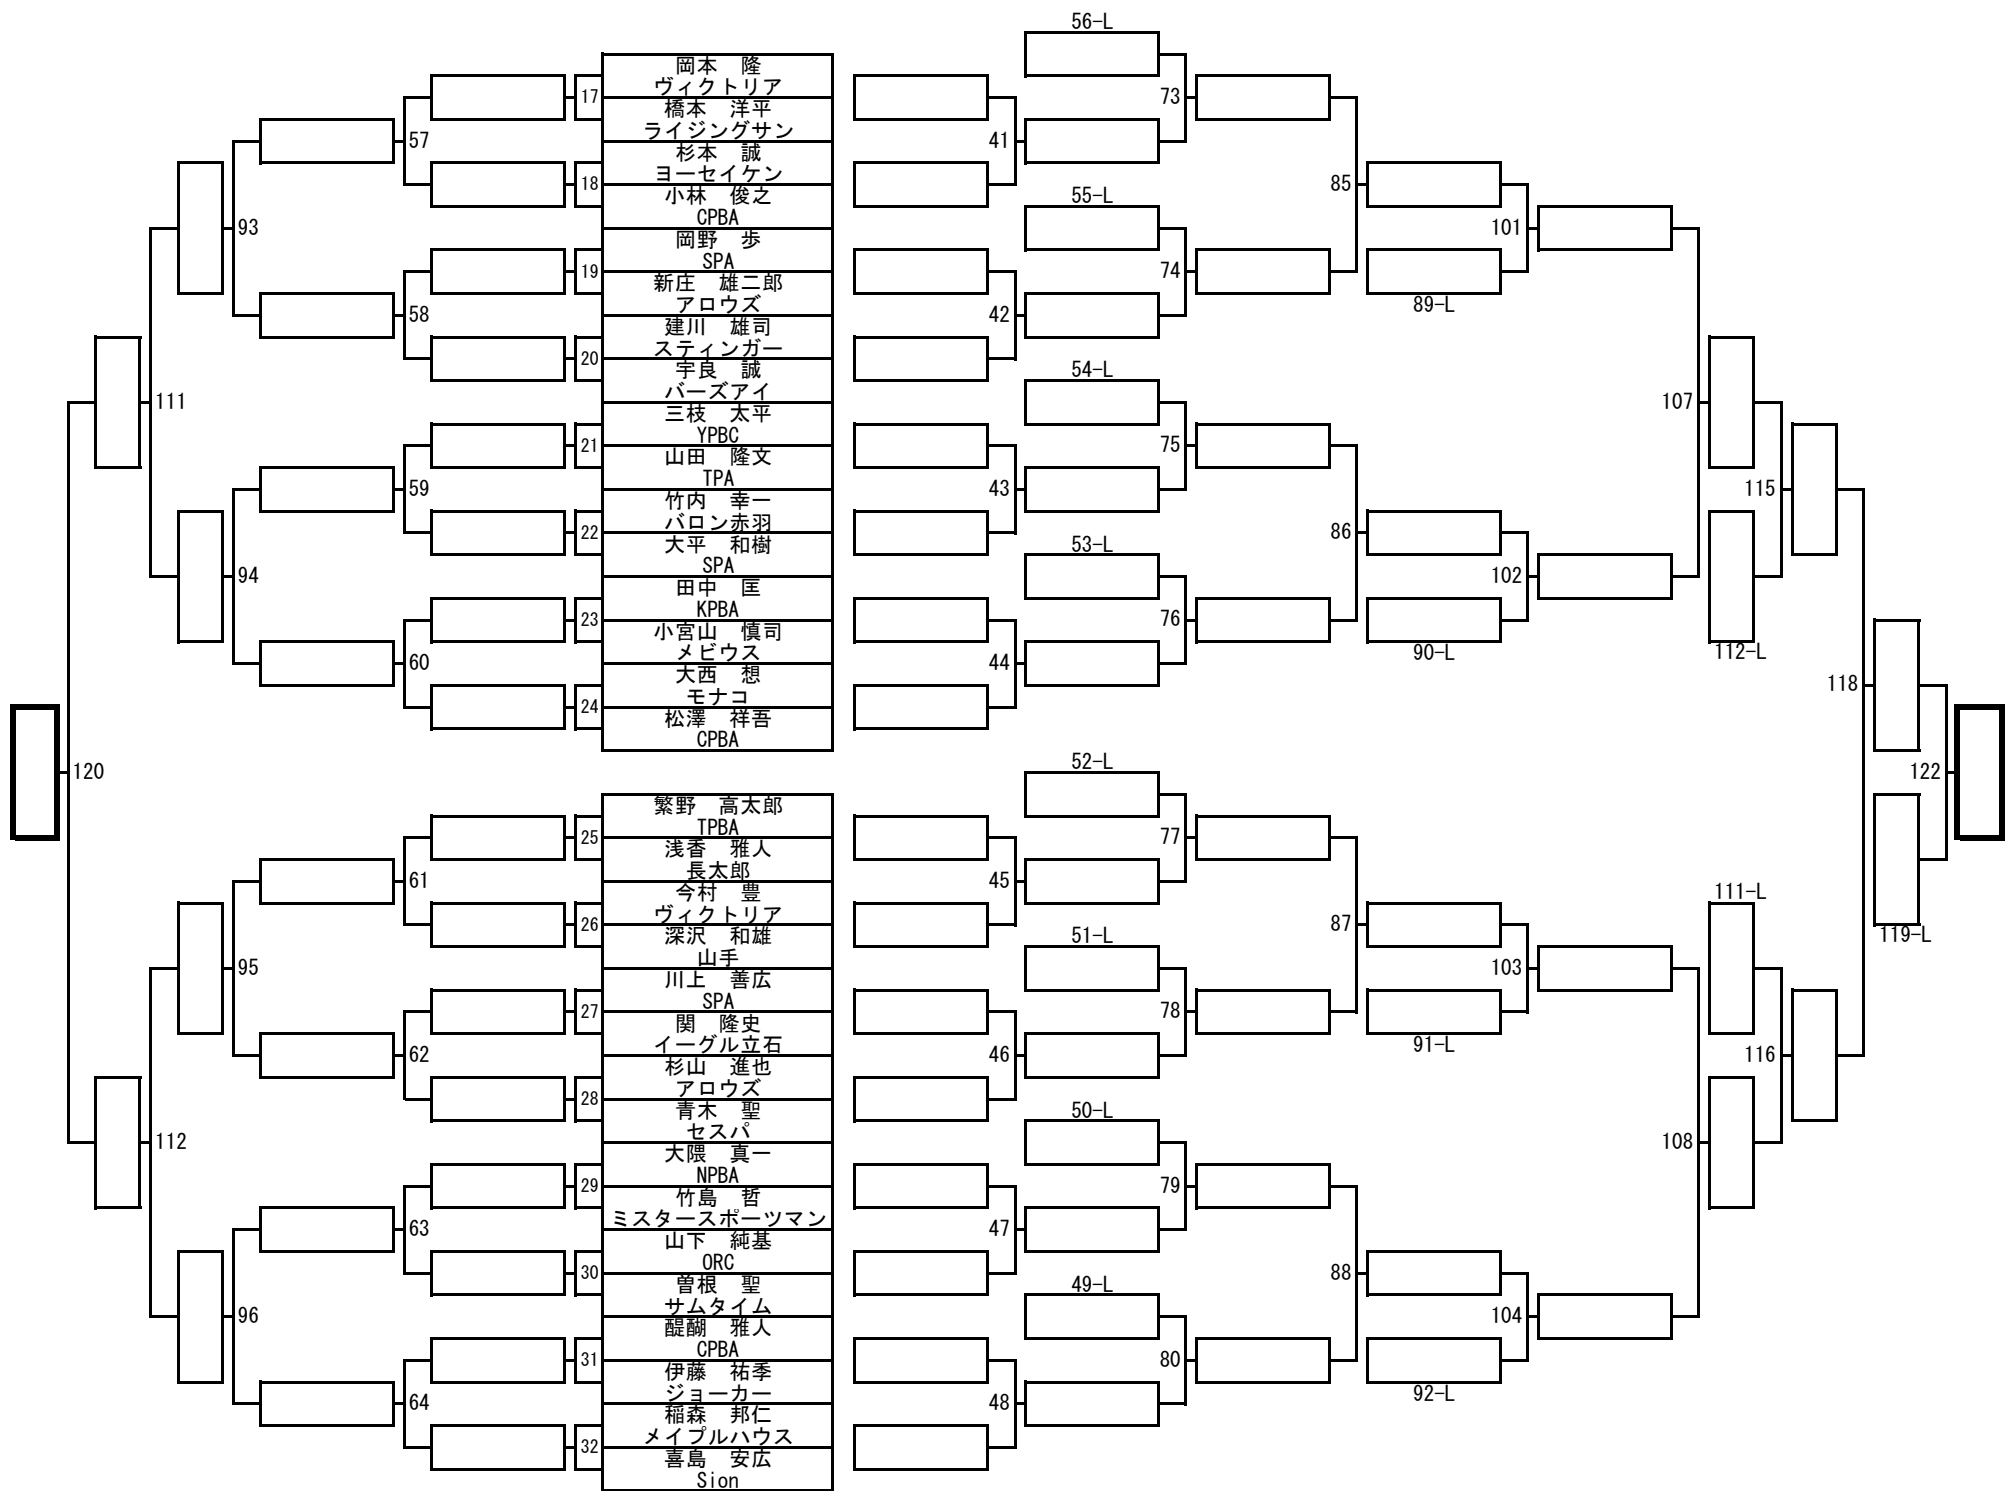 56-L
岡本　隆
ヴィクトリア
17
73
橋本　洋平
ライジングサン
57
41
杉本　誠
ヨーセイケン
18
85
小林　俊之
55-L
CPBA
93
101
岡野　歩
SPA
19
74
新庄　雄二郎
アロウズ
89-L
58
42
建川　雄司
スティンガー
20
宇良　誠
54-L
バーズアイ
111
107
三枝　太平
YPBC
21
75
山田　隆文
TPA
59
43
115
竹内　幸一
バロン赤羽
22
86
大平　和樹
53-L
SPA
94
102
田中　匡
KPBA
23
76
小宮山　慎司
メビウス
90-L
112-L
60
44
大西　想
モナコ
118
24
松澤　祥吾
CPBA
52-L
120
122
繁野　高太郎
TPBA
25
77
浅香　雅人
長太郎
61
45
今村　豊
111-L
ヴィクトリア
26
87
深沢　和雄
51-L
119-L
山手
95
103
川上　善広
SPA
27
78
関　隆史
イーグル立石
91-L
62
46
116
杉山　進也
アロウズ
28
青木　聖
50-L
セスパ
112
108
大隈　真一
NPBA
29
79
竹島　哲
ミスタースポーツマン
63
47
山下　純基
ORC
30
88
曽根　聖
49-L
サムタイム
96
104
醍醐　雅人
CPBA
31
80
伊藤　祐季
ジョーカー
92-L
64
48
稲森　邦仁
メイプルハウス
32
喜島　安広
Sion